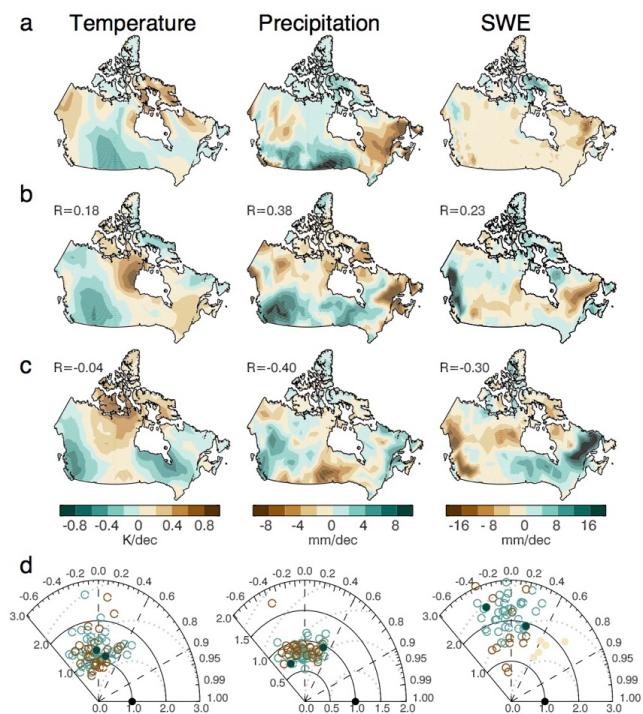 a Temperature Precipitation SWE
b
R=0.18 R=0.38 R=0.23
c
R=-0.04 R=-0.40 R=-0.30
-0.8 -0.4 0 0.4 0.8 -8 -4 0 4 8 -16 -8 0 8 16
K/dec mm/dec mm/dec
d
-0.6 -0.4 -0.2 0.0 0.2 0.4 0.6 0.8 0.9 0.95 0.99 1.00
3.0 2.0 1.0
0.0 1.0 2.0 3.0
-0.6 -0.4 -0.2 0.0 0.2 0.4 0.6 0.8 0.9 0.95 0.99 1.00
2.0 1.5 1.0 0.5
0.0 0.5 1.0 1.5 2.0
-0.6 -0.4 -0.2 0.0 0.2 0.4 0.6 0.8 0.9 0.95 0.99 1.00
3.0 2.0 1.0
0.0 1.0 2.0 3.0